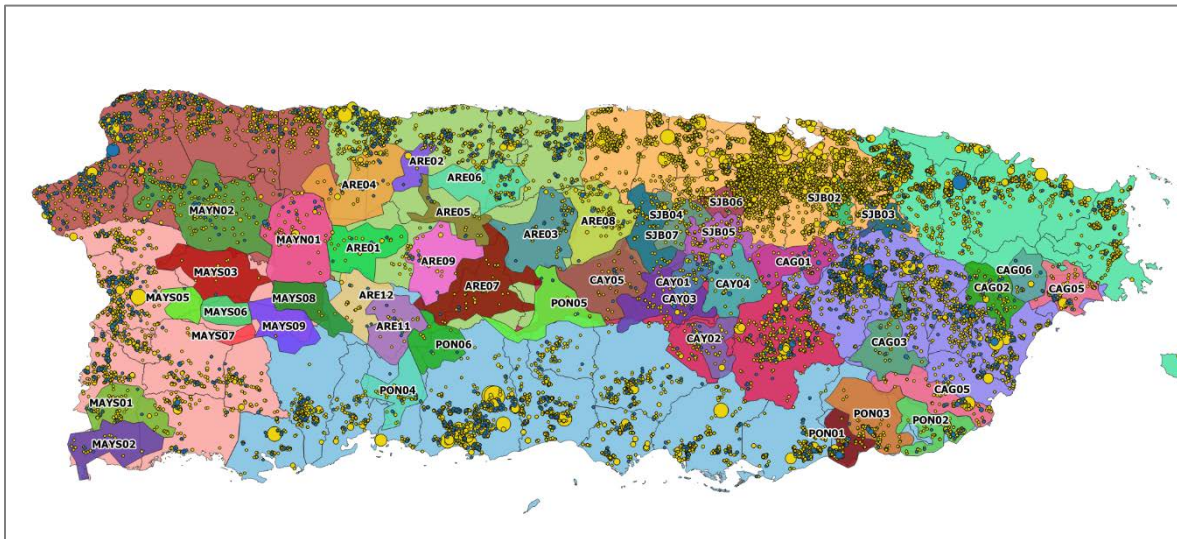 ARE02
ARE06
ARE04
MAYN02
ARE05
SJB06
SJB02
SJB04
SJB03
ARE03
ARE08
SJB07
SJB05
MAYN01
ARE01
ARE09
CAG01
MAYS03
CAG06
ARE07
CAY05
CAY01
CAY04
CAG02
CAG05
MAYS05
MAYS08
ARE12
PON05
CAY03
MAYS06
MAYS09
ARE11
MAYS07
PON06
CAY02
CAG03
PON04
CAG05
MAYS01
PON03
PON02
PON01
MAYS02